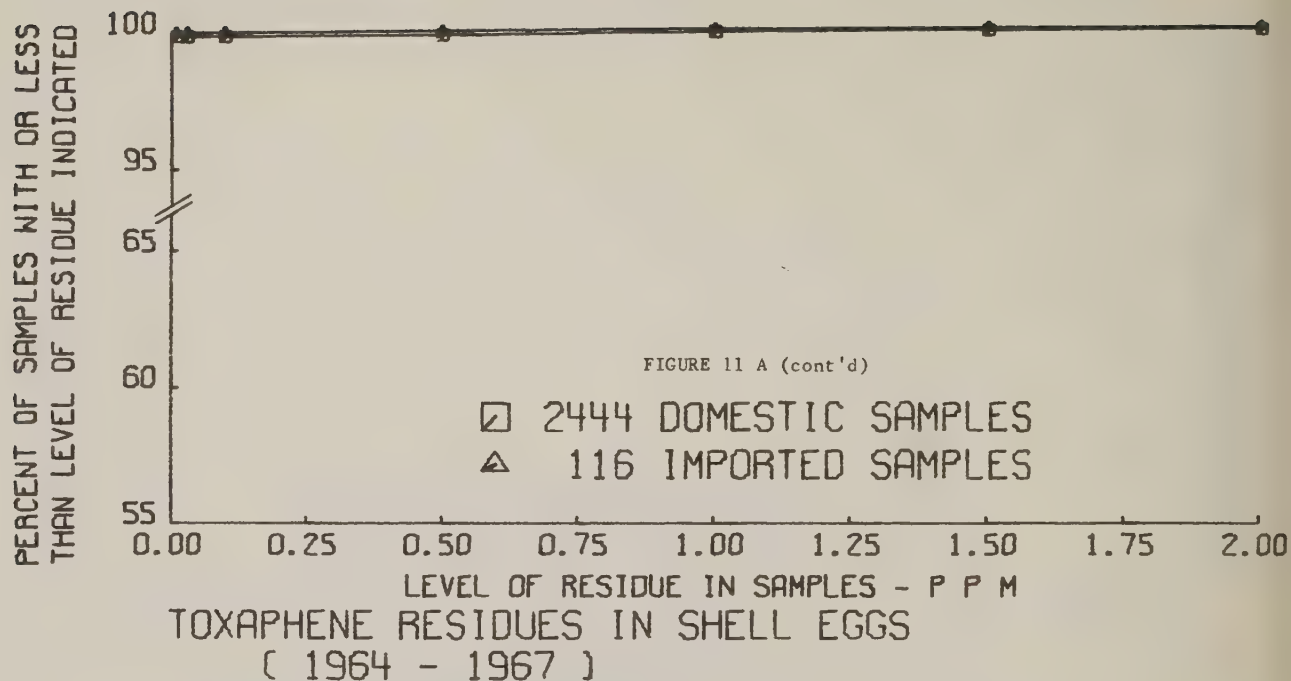 PERCENT OF SAMPLES WITH OR LESS
THAN LEVEL OF RESIDUE INDICATED
100
95
65
60
55
0.00 0.25 0.50 0.75 1.00 1.25 1.50 1.75 2.00
FIGURE 11 A (cont'd)
2444 DOMESTIC SAMPLES
116 IMPORTED SAMPLES
LEVEL OF RESIDUE IN SAMPLES - P P M
TOXAPHENE RESIDUES IN SHELL EGGS
( 1964 - 1967 )